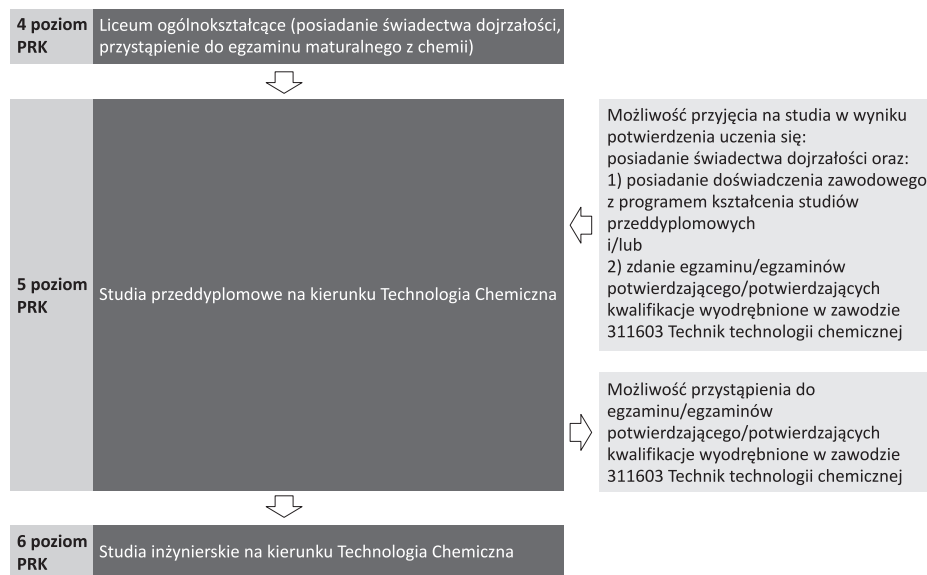 4 poziom
PRK
Liceum ogólnokształcące (posiadanie świadectwa dojrzałości,
przystąpienie do egzaminu maturalnego z chemii)
5 poziom
PRK
Studia przeddyplomowe na kierunku Technologia Chemiczna
Możliwość przyjęcia na studia w wyniku
potwierdzenia uczenia się:
posiadanie świadectwa dojrzałości oraz:
1) posiadanie doświadczenia zawodowego
z programem kształcenia studiów
przeddyplomowych
i/lub
2) zdanie egzaminu/egzaminów
potwierdzającego/potwierdzających
kwalifikacje wyodrębnione w zawodzie
311603 Technik technologii chemicznej
Możliwość przystąpienia do
egzaminu/egzaminów
potwierdzającego/potwierdzających
kwalifikacje wyodrębnione w zawodzie
311603 Technik technologii chemicznej
6 poziom
PRK
Studia inżynierskie na kierunku Technologia Chemiczna